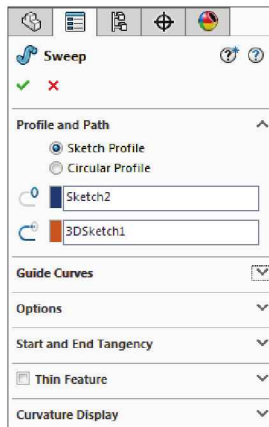 Sweep
Profile and Path
Sketch Profile
Circular Profile
Sketch2
3DSketch1
Guide Curves
Options
Start and End Tangency
Thin Feature
Curvature Display